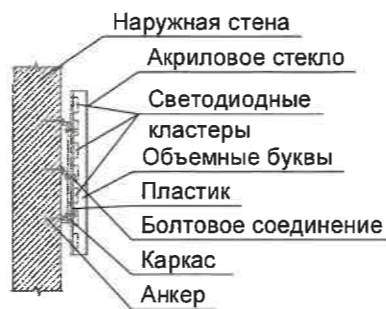 Наружная стена
Акриловое стекло
Светодиодные
кластеры
Объемные буквы
Пластик
Болтовое соединение
Каркас
Анкер